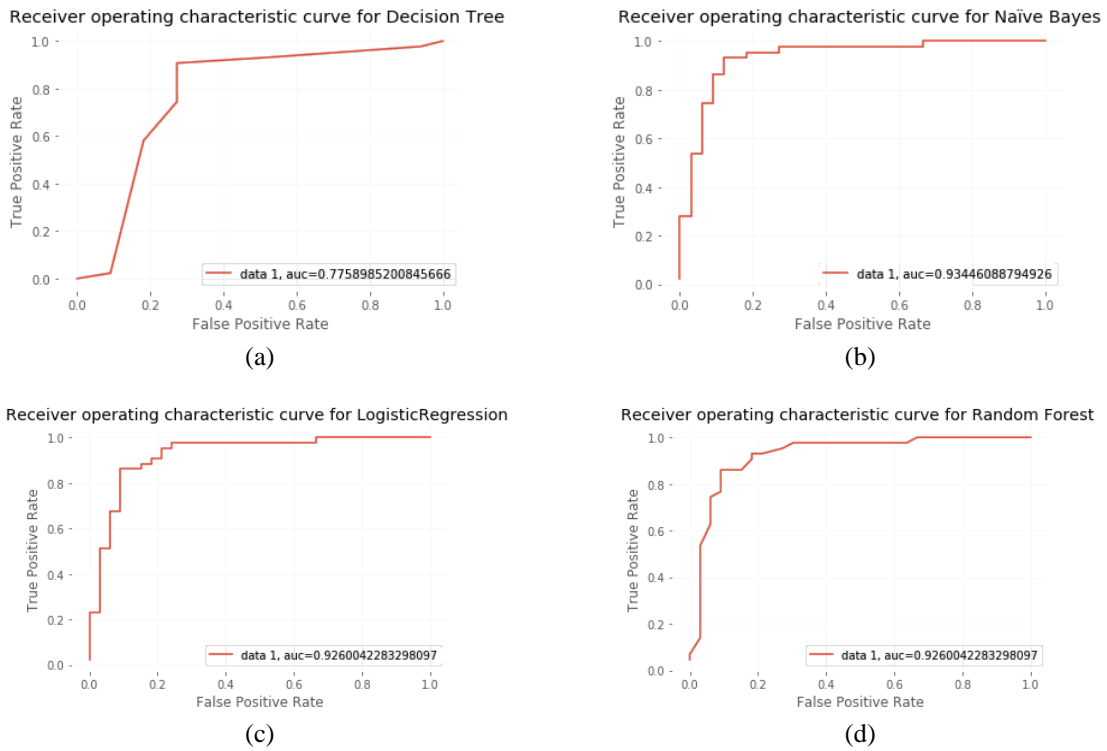 Receiver operating characteristic curve for Decision Tree
True Positive Rate
1.0
0.8
0.6
0.4
0.2
0.0
data 1, auc=0.7758985200845666
0.0 0.2 0.4 0.6 0.8 1.0
False Positive Rate
(a)
Receiver operating characteristic curve for Naïve Bayes
True Positive Rate
1.0
0.8
0.6
0.4
0.2
0.0
data 1, auc=0.93446088794926
0.0 0.2 0.4 0.6 0.8 1.0
False Positive Rate
(b)
Receiver operating characteristic curve for LogisticRegression
True Positive Rate
1.0
0.8
0.6
0.4
0.2
0.0
data 1, auc=0.9260042283298097
0.0 0.2 0.4 0.6 0.8 1.0
False Positive Rate
(c)
Receiver operating characteristic curve for Random Forest
True Positive Rate
1.0
0.8
0.6
0.4
0.2
0.0
data 1, auc=0.9260042283298097
0.0 0.2 0.4 0.6 0.8 1.0
False Positive Rate
(d)